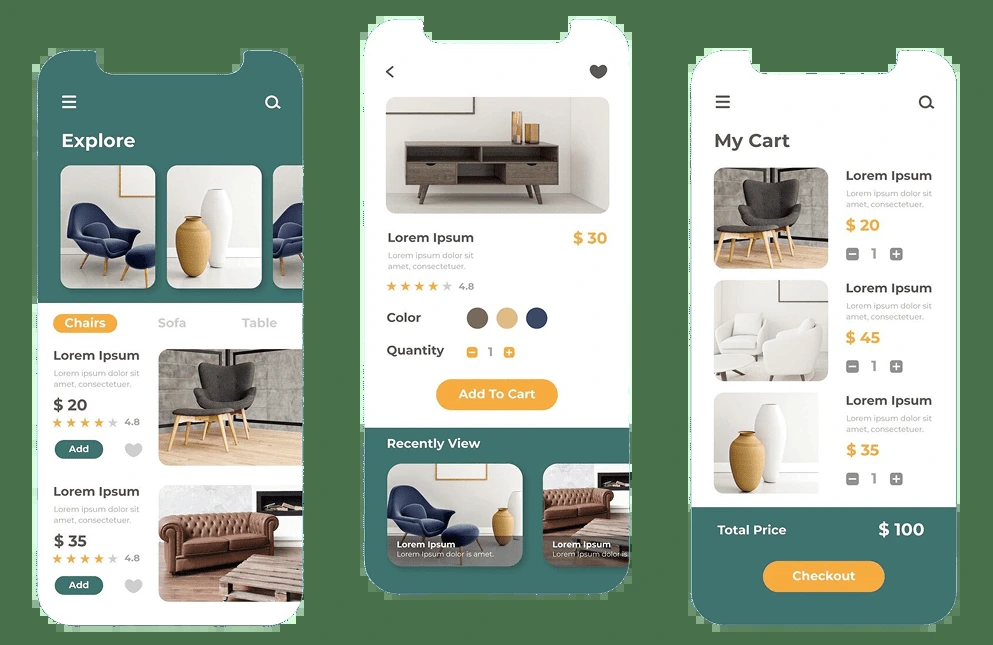 Explore
Chairs
Sofa
Table
Lorem Ipsum
Lorem ipsum dolor sit
amet, consectetuer.
$ 20
4.8
Add
Lorem Ipsum
Lorem ipsum dolor sit
amet, consectetuer.
$ 35
4.8
Add
Lorem Ipsum
$ 30
Lorem ipsum dolor sit
amet, consectetuer.
4.8
Color
Quantity
1
Add To Cart
Recently View
Lorem Ipsum
Lorem ipsum dolor is amet.
Lorem Ipsum
Lorem ipsum dolor is
My Cart
Lorem Ipsum
Lorem ipsum dolor sit
amet, consectetuer.
$ 20
1
Lorem Ipsum
Lorem ipsum dolor sit
amet, consectetuer.
$ 45
1
Lorem Ipsum
Lorem ipsum dolor sit
amet, consectetuer.
$ 35
1
Total Price
$ 100
Checkout